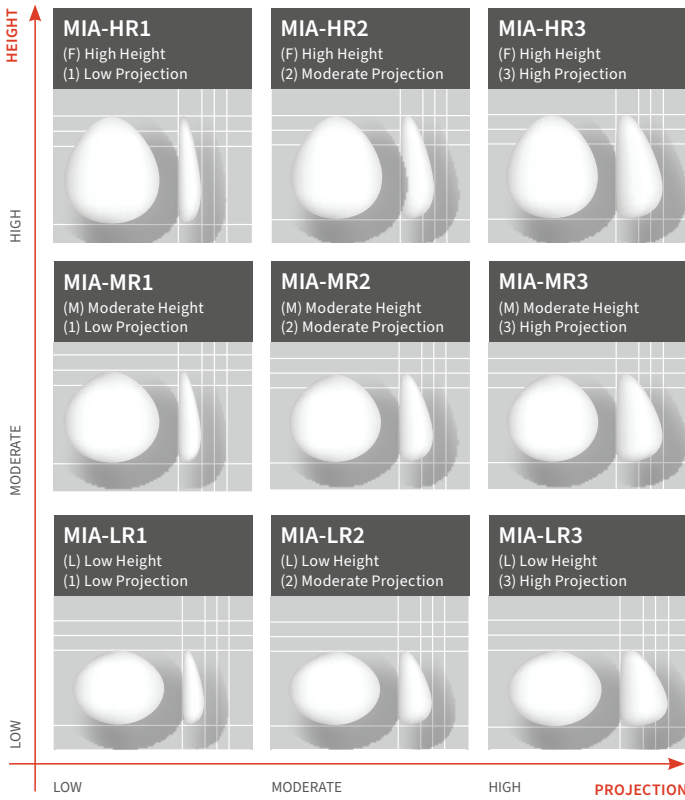 HEIGHT
MIA-HR1
(F) High Height
(1) Low Projection
MIA-HR2
(F) High Height
(2) Moderate Projection
MIA-HR3
(F) High Height
(3) High Projection
HIGH
MIA-MR1
(M) Moderate Height
(1) Low Projection
MIA-MR2
(M) Moderate Height
(2) Moderate Projection
MIA-MR3
(M) Moderate Height
(3) High Projection
MODERATE
MIA-LR1
(L) Low Height
(1) Low Projection
MIA-LR2
(L) Low Height
(2) Moderate Projection
MIA-LR3
(L) Low Height
(3) High Projection
LOW
LOW
MODERATE
HIGH
PROJECTION